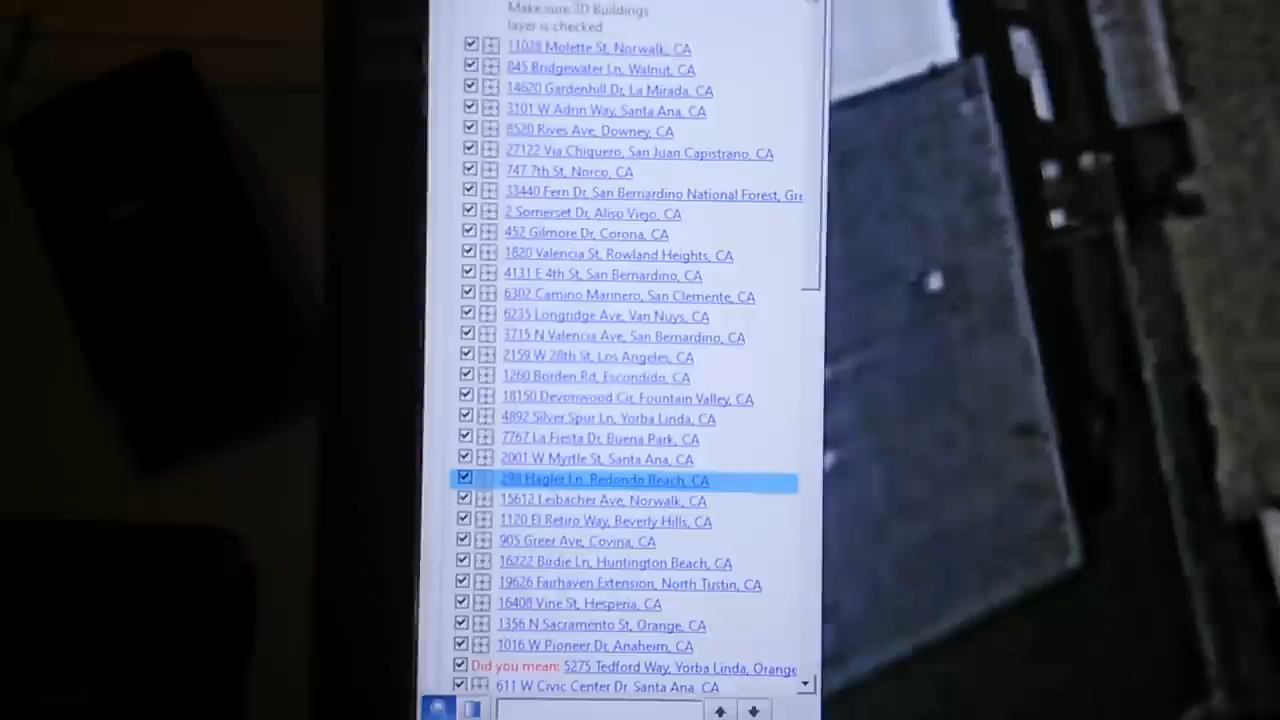 Make sure 3D Buildings
layer is checked
11028 Molette St, Norwalk, CA
845 Bridgewater Ln, Walnut, CA
14620 Gardenhill Dr, La Mirada, CA
3101 W Adrin Way, Santa Ana, CA
8520 Rives Ave, Downey, CA
27122 Via Chiquero, San Juan Capistrano, CA
747 7th St, Norco, CA
33440 Fern Dr, San Bernardino National Forest, Gre
2 Somerset Dr, Aliso Viejo, CA
452 Gilmore Dr, Corona, CA
1820 Valencia St, Rowland Heights, CA
4131 E 4th St, San Bernardino, CA
6302 Camino Marinero, San Clemente, CA
6235 Longridge Ave, Van Nuys, CA
3715 N Valencia Ave, San Bernardino, CA
2159 W 28th St, Los Angeles, CA
1260 Borden Rd, Escondido, CA
18150 Devonwood Cir, Fountain Valley, CA
4892 Silver Spur Ln, Yorba Linda, CA
7767 La Fiesta Dr, Buena Park, CA
2001 W Myrtle St, Santa Ana, CA
Flagler Ln, Redondo Beach, CA
15612 Leibacher Ave, Norwalk, CA
1120 El Retiro Way, Beverly Hills, CA
905 Greer Ave, Covina, CA
16222 Birdie Ln, Huntington Beach, CA
19626 Fairhaven Extension, North Tustin, CA
16408 Vine St, Hesperia, CA
1356 N Sacramento St, Orange, CA
1016 W Pioneer Dr, Anaheim, CA
Did you mean: 5275 Tedford Way, Yorba Linda, Orange
611 W Civic Center Dr Santa Ana, CA